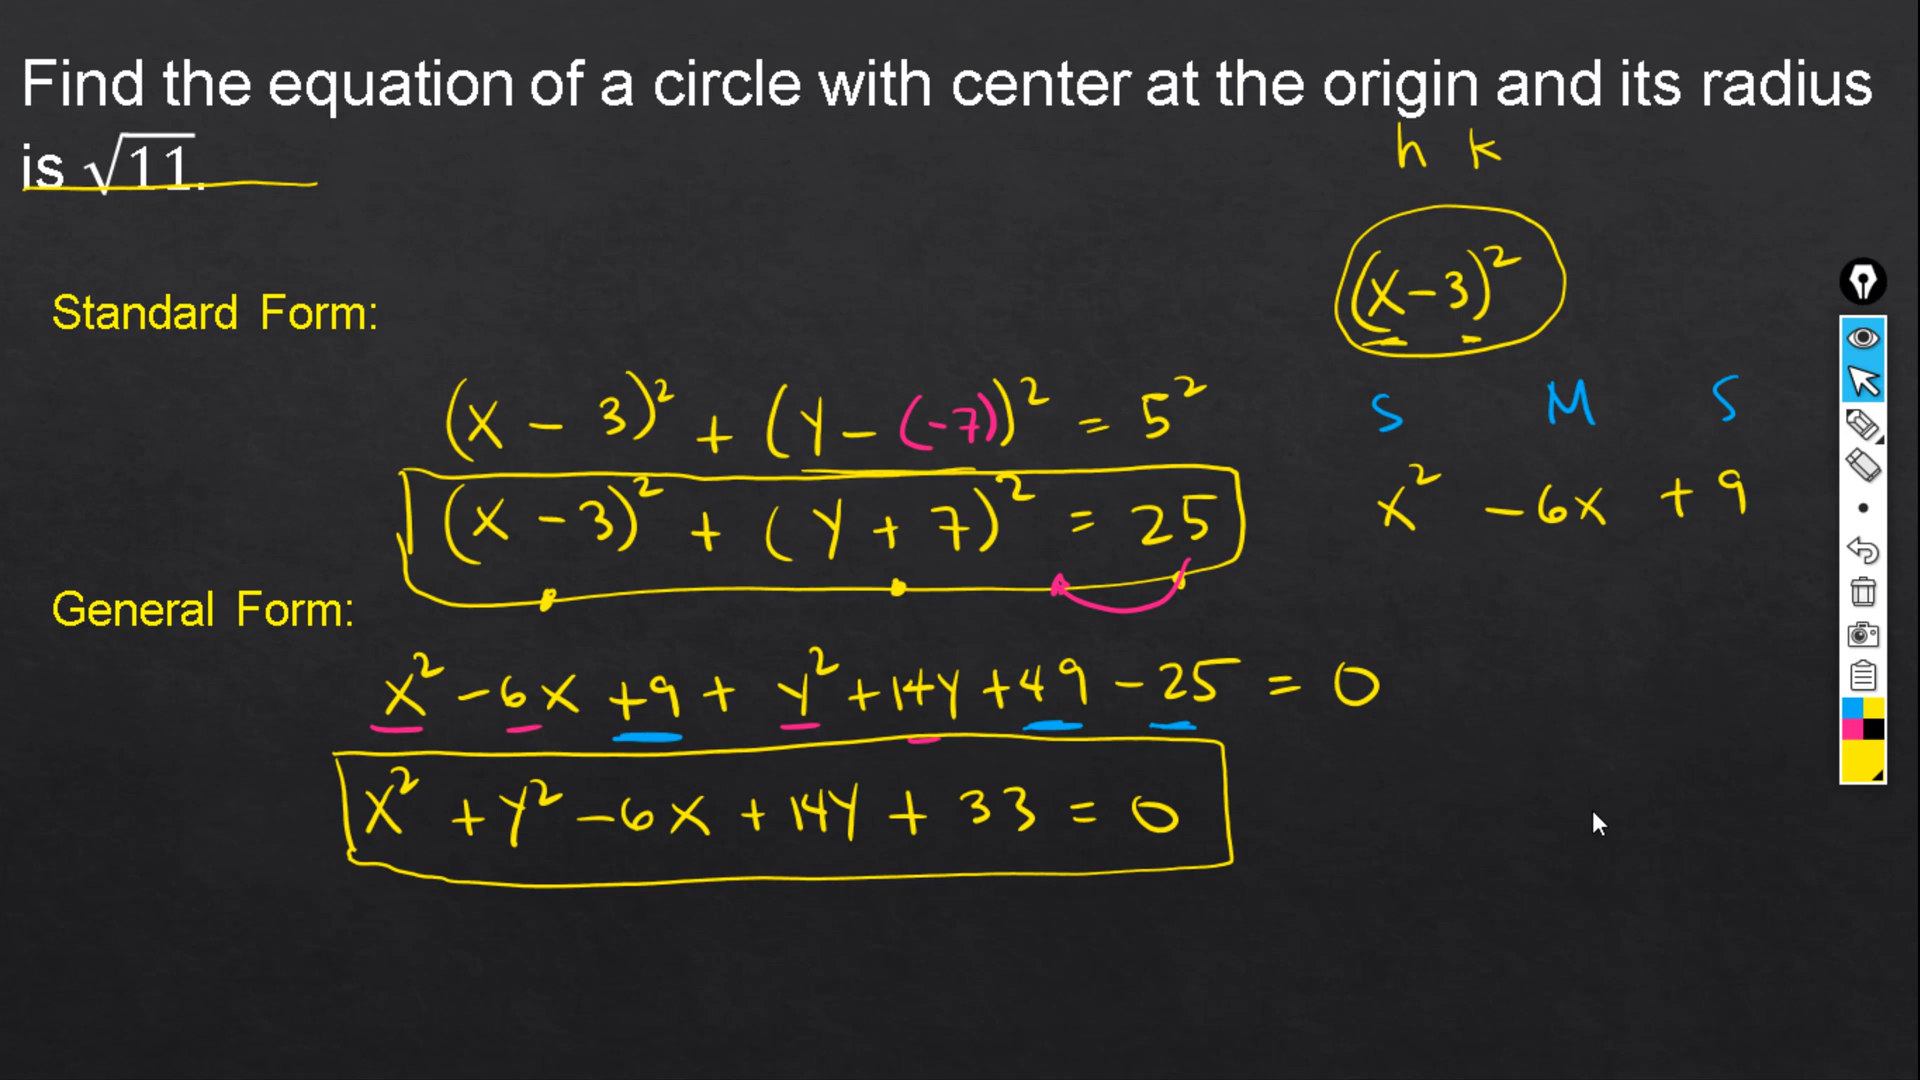 Find the equation of a circle with center at the origin and its radius
is √11.
h k
(x-3)²
Standard Form:
S M S
(x - 3)² + (y - (-7))² = 5²
x² - 6x + 9
(x - 3)² + (y + 7)² = 25
General Form:
x² - 6x + 9 + y² + 14y + 49 - 25 = 0
x² + y² - 6x + 14y + 33 = 0